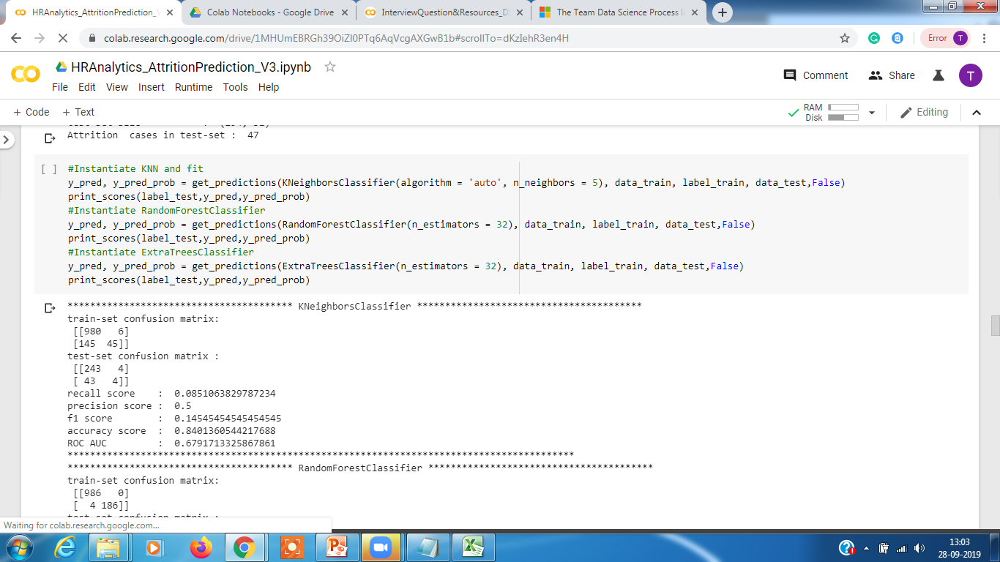 HRAnalytics_AttritionPrediction_V
Colab Notebooks - Google Drive
InterviewQuestion&Resources_D
The Team Data Science Process li
colab.research.google.com/drive/1MHUmEBRGh39OiZl0PTq6AqVcgAXGwB1b#scrollTo=dKzIehR3en4H
Error
T
HRAnalytics_AttritionPrediction_V3.ipynb
Comment
Share
T
File Edit View Insert Runtime Tools Help
+ Code + Text
RAM
Disk
Editing
Attrition  cases in test-set :  47
[ ]
#Instantiate KNN and fit
y_pred, y_pred_prob = get_predictions(KNeighborsClassifier(algorithm = 'auto', n_neighbors = 5), data_train, label_train, data_test,False)
print_scores(label_test,y_pred,y_pred_prob)
#Instantiate RandomForestClassifier
y_pred, y_pred_prob = get_predictions(RandomForestClassifier(n_estimators = 32), data_train, label_train, data_test,False)
print_scores(label_test,y_pred,y_pred_prob)
#Instantiate ExtraTreesClassifier
y_pred, y_pred_prob = get_predictions(ExtraTreesClassifier(n_estimators = 32), data_train, label_train, data_test,False)
print_scores(label_test,y_pred,y_pred_prob)
**************************************** KNeighborsClassifier ****************************************
train-set confusion matrix:
[[980   6]
[145  45]]
test-set confusion matrix :
[[243   4]
[ 43   4]]
recall score    :  0.0851063829787234
precision score :  0.5
f1 score        :  0.14545454545454545
accuracy score  :  0.8401360544217688
ROC AUC         :  0.6791713325867861
******************************************************************************************
**************************************** RandomForestClassifier ****************************************
train-set confusion matrix:
[[986   0]
[  4 186]]
test-set confusion matrix :
Waiting for colab.research.google.com...
13:03
28-09-2019